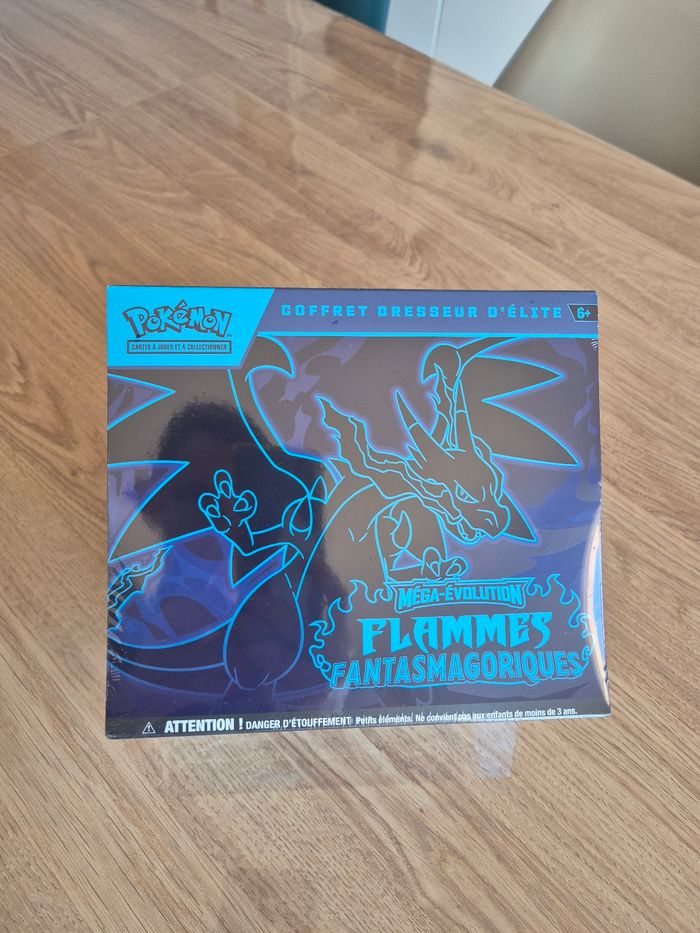 POKÉMON
CARTES À JOUER ET À COLLECTIONNER
COFFRET DRESSEUR D'ÉLITE
6+
MÉGA-ÉVOLUTION
FLAMMES
FANTASMAGORIQUES
ATTENTION ! DANGER D'ÉTOUFFEMENT Petits éléments. Ne convient pas aux enfants de moins de 3 ans.